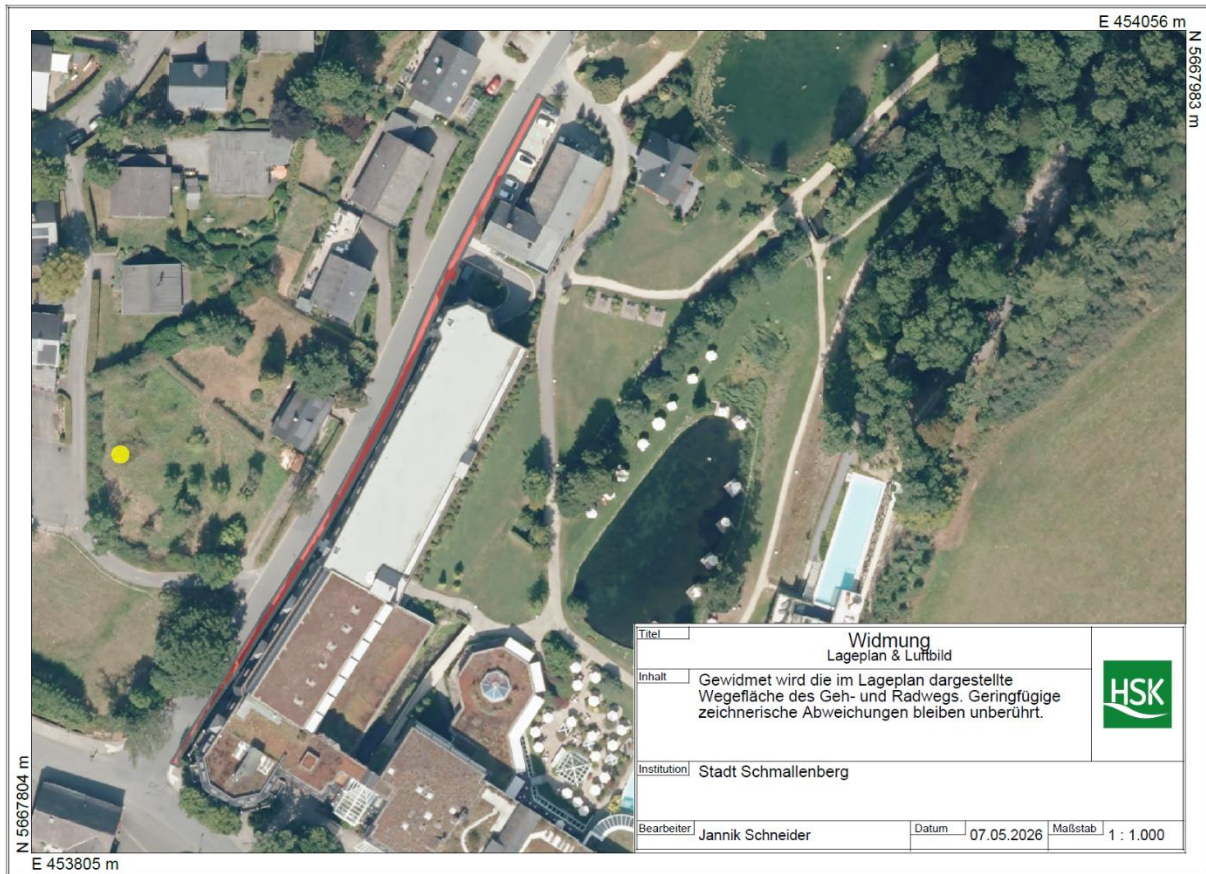 E 454056 m
N 5667983 m
Titel
Widmung
Lageplan & Luftbild
Inhalt
Gewidmet wird die im Lageplan dargestellte
Wegefläche des Geh- und Radwegs. Geringfügige
zeichnerische Abweichungen bleiben unberührt.
HSK
Institution
Stadt Schmallenberg
Bearbeiter
Jannik Schneider
Datum
07.05.2026
Maßstab
1 : 1.000
N 5667804 m
E 453805 m